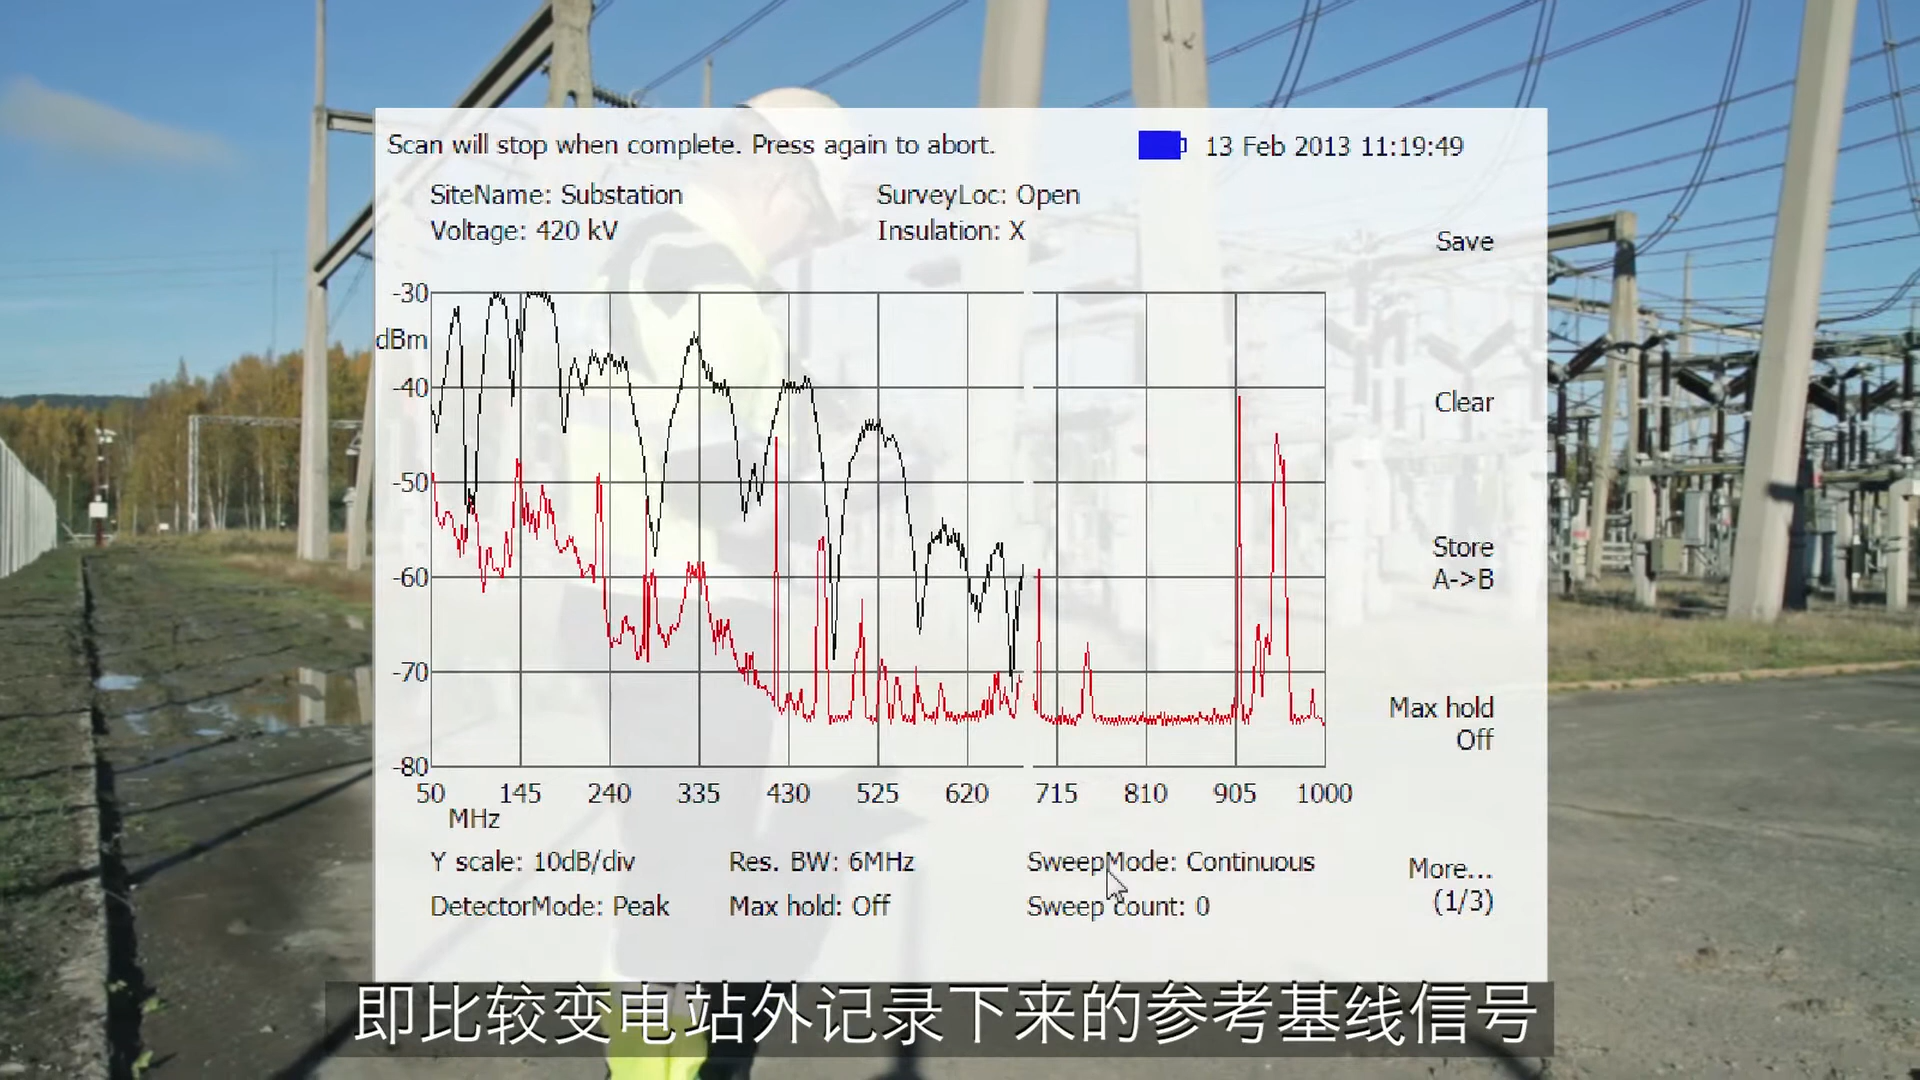 Scan will stop when complete. Press again to abort.
13 Feb 2013 11:19:49
SiteName: Substation
SurveyLoc: Open
Voltage: 420 kV
Insulation: X
Save
Clear
Store
A->B
Max hold
Off
More...
(1/3)
-30
dBm
-40
-50
-60
-70
-80
50 145 240 335 430 525 620 715 810 905 1000
MHz
Y scale: 10dB/div
Res. BW: 6MHz
SweepMode: Continuous
DetectorMode: Peak
Max hold: Off
Sweep count: 0
即比较变电站外记录下来的参考基线信号